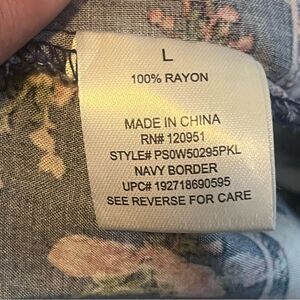 L
100% RAYON
MADE IN CHINA
RN# 120951
STYLE# PS0W50295PKL
NAVY BORDER
UPC# 192718690595
SEE REVERSE FOR CARE